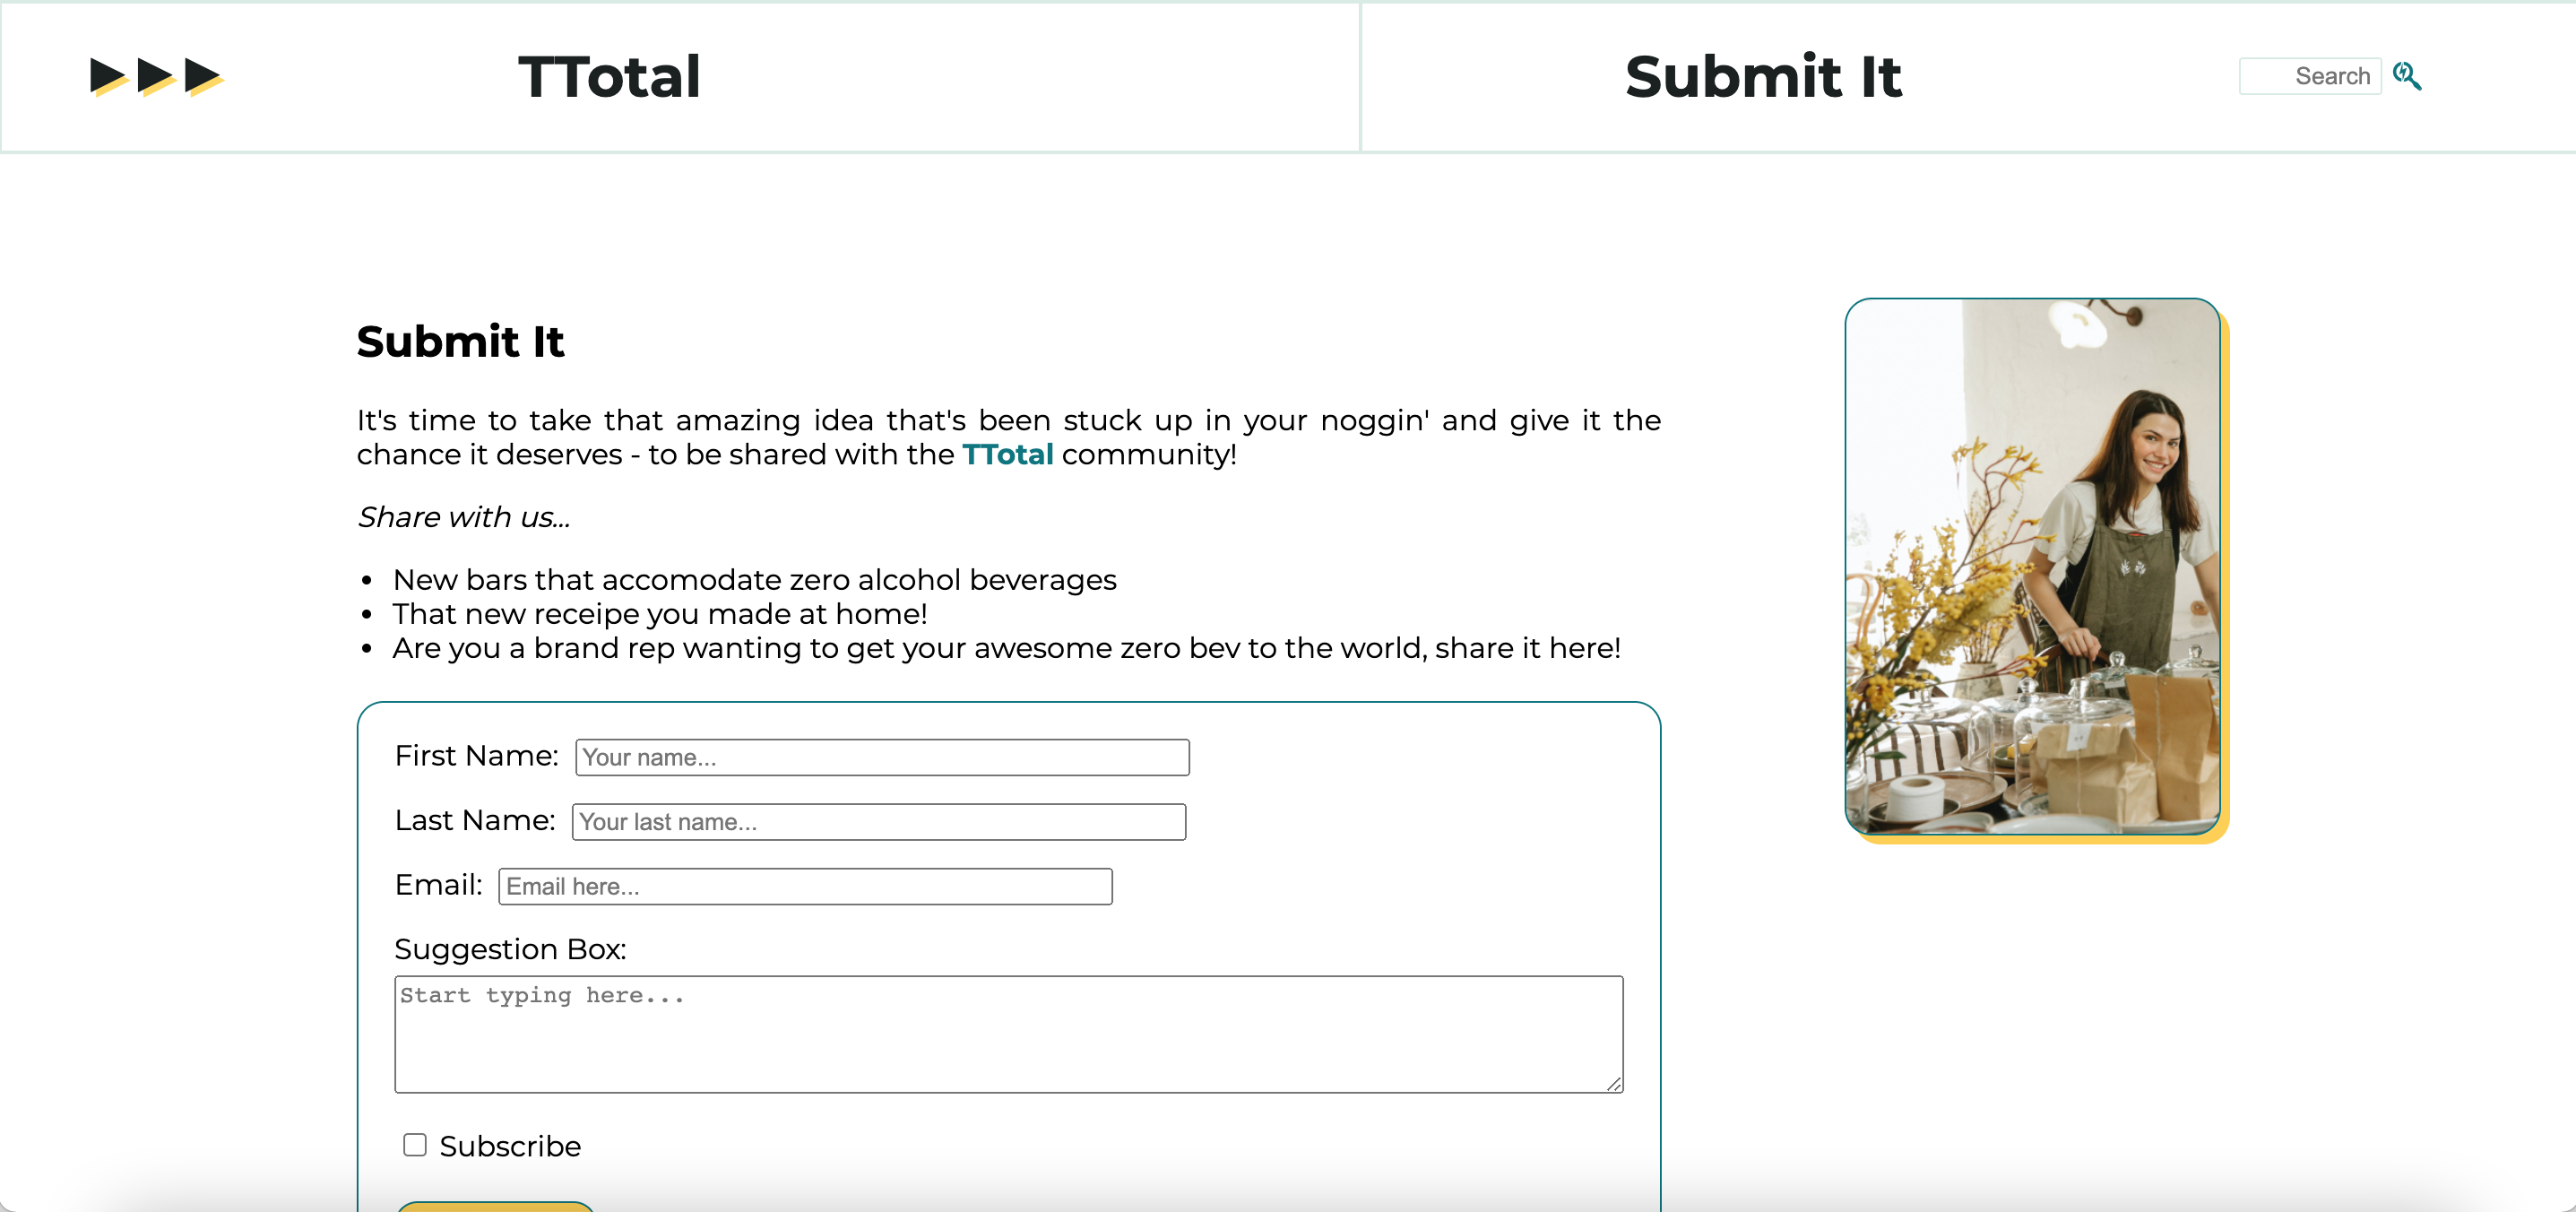 TTotal
Submit It
Search
Submit It
It's time to take that amazing idea that's been stuck up in your noggin' and give it the
chance it deserves - to be shared with the TTotal community!
Share with us...
New bars that accomodate zero alcohol beverages
That new receipe you made at home!
Are you a brand rep wanting to get your awesome zero bev to the world, share it here!
First Name: Your name...
Last Name: Your last name...
Email: Email here...
Suggestion Box:
Start typing here...
Subscribe